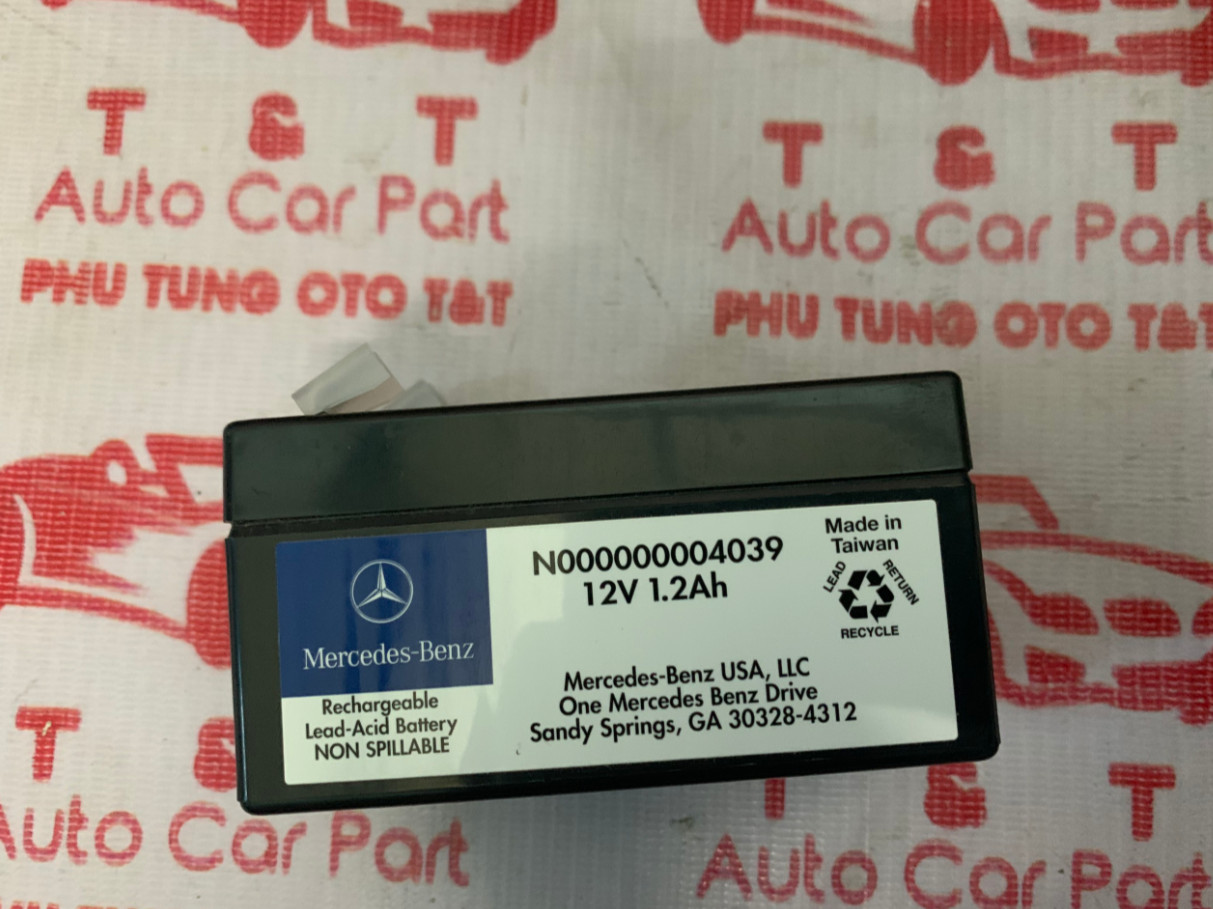 T & T
Auto Car Part
PHU TUNG OTO T&T
T & T
Auto Car Part
PHU TUNG OTO T&T
N000000004039
12V 1.2Ah
Made in
Taiwan
LEAD
RETURN
RECYCLE
Mercedes-Benz
Rechargeable
Lead-Acid Battery
NON SPILLABLE
Mercedes-Benz USA, LLC
One Mercedes Benz Drive
Sandy Springs, GA 30328-4312
T &
Auto Car Part
T & T
Auto Car Part